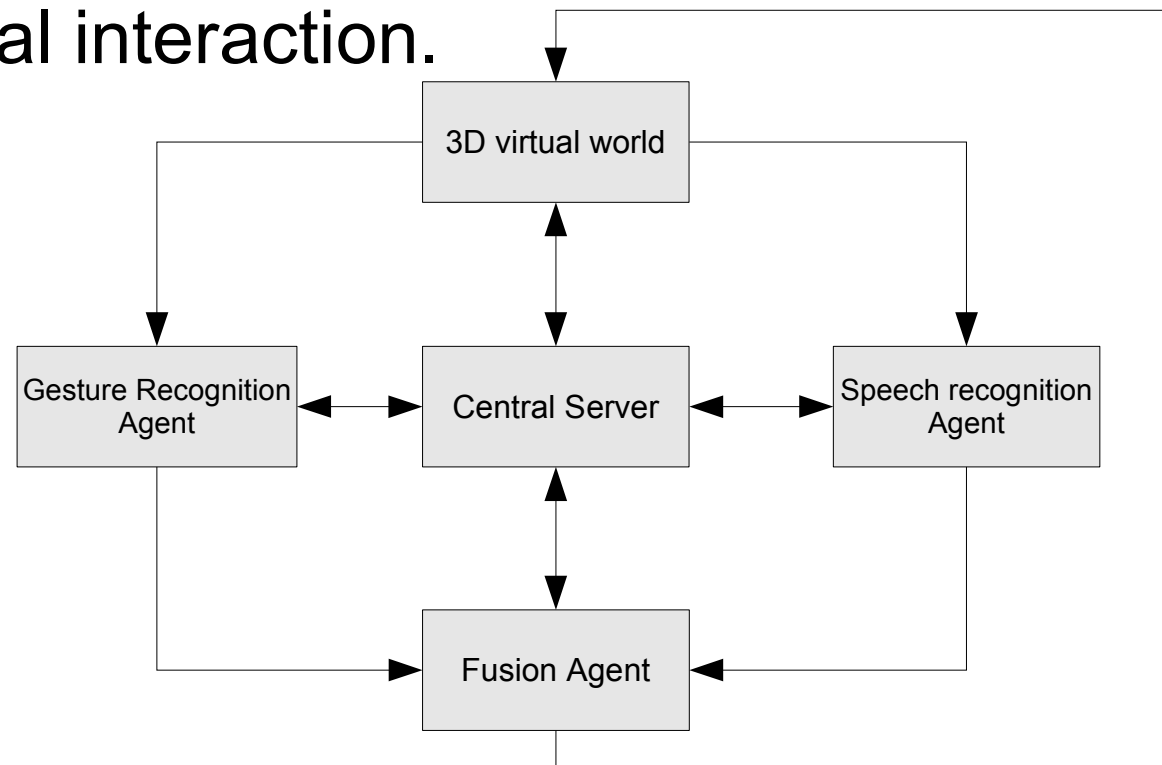 al interaction.
3D virtual world
Gesture Recognition
Agent
Central Server
Speech recognition
Agent
Fusion Agent